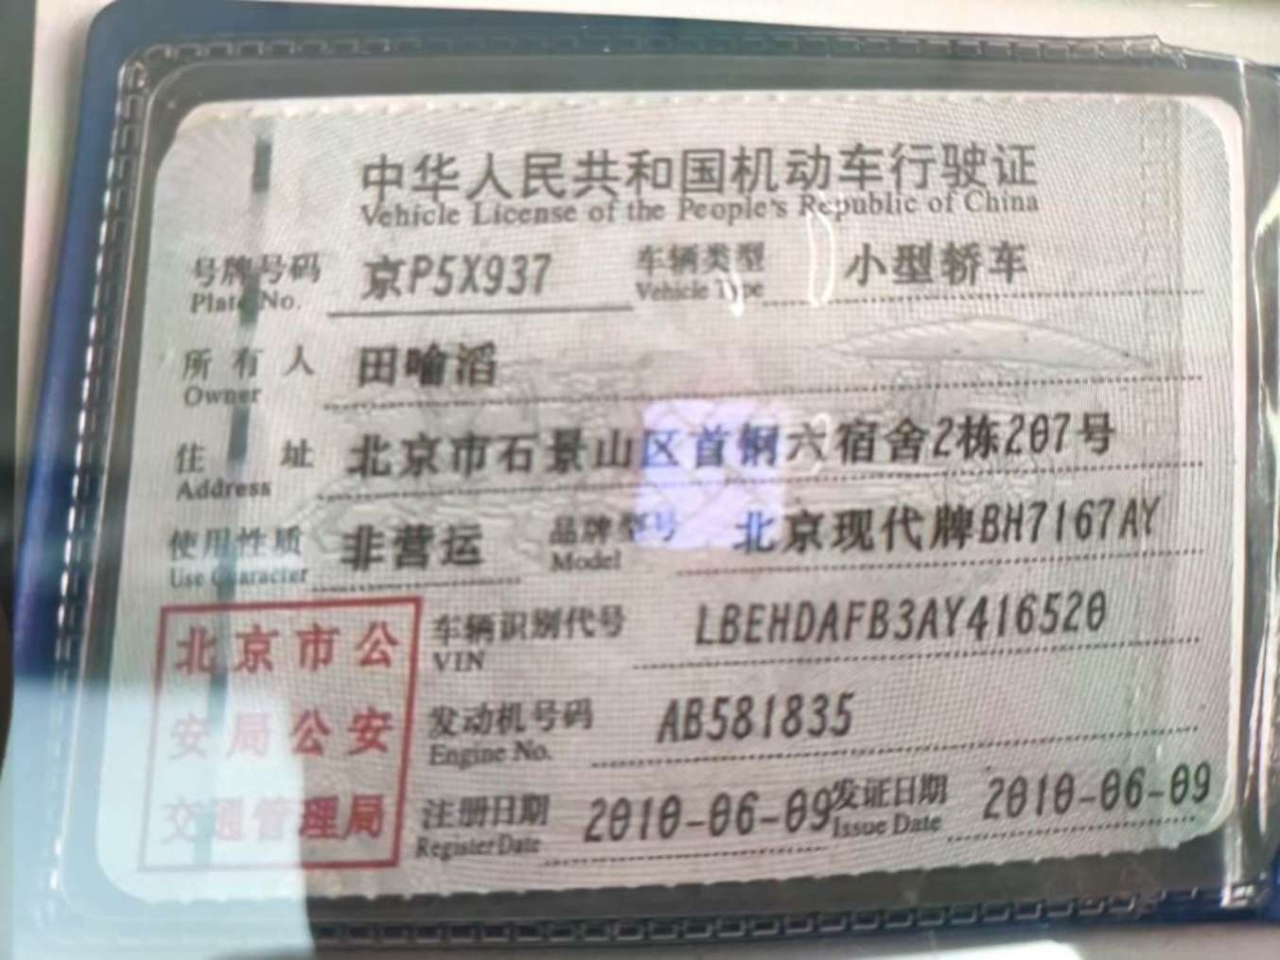 中华人民共和国机动车行驶证
Vehicle License of the People's Republic of China
号牌号码 京P5X937 车辆类型 小型轿车
Plate No. Vehicle Type
所有人 田喻滔
Owner
住址 北京市石景山区首钢六宿舍2栋207号
Address
使用性质 非营运 品牌型号 北京现代牌BH7167AY
Use Character Model
车辆识别代号 LBEHDAFB3AY416520
VIN
发动机号码 AB581835
Engine No.
注册日期 2010-06-09 发证日期 2010-06-09
Register Date Issue Date
北京市公
安局公安
交通管理局